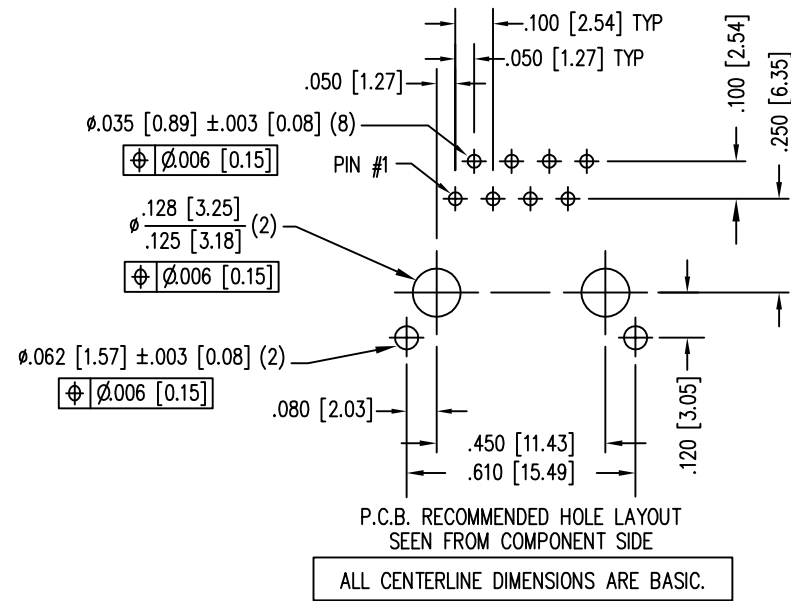 .100 [2.54] TYP
.050 [1.27] TYP
.050 [1.27]
.100 [2.54]
.250 [6.35]
ø.035 [0.89] ±.003 [0.08] (8)
⌖ Ø.006 [0.15]
PIN #1
ø .128 [3.25]
.125 [3.18] (2)
⌖ Ø.006 [0.15]
ø.062 [1.57] ±.003 [0.08] (2)
⌖ Ø.006 [0.15]
.080 [2.03]
.450 [11.43]
.610 [15.49]
.120 [3.05]
P.C.B. RECOMMENDED HOLE LAYOUT
SEEN FROM COMPONENT SIDE
ALL CENTERLINE DIMENSIONS ARE BASIC.